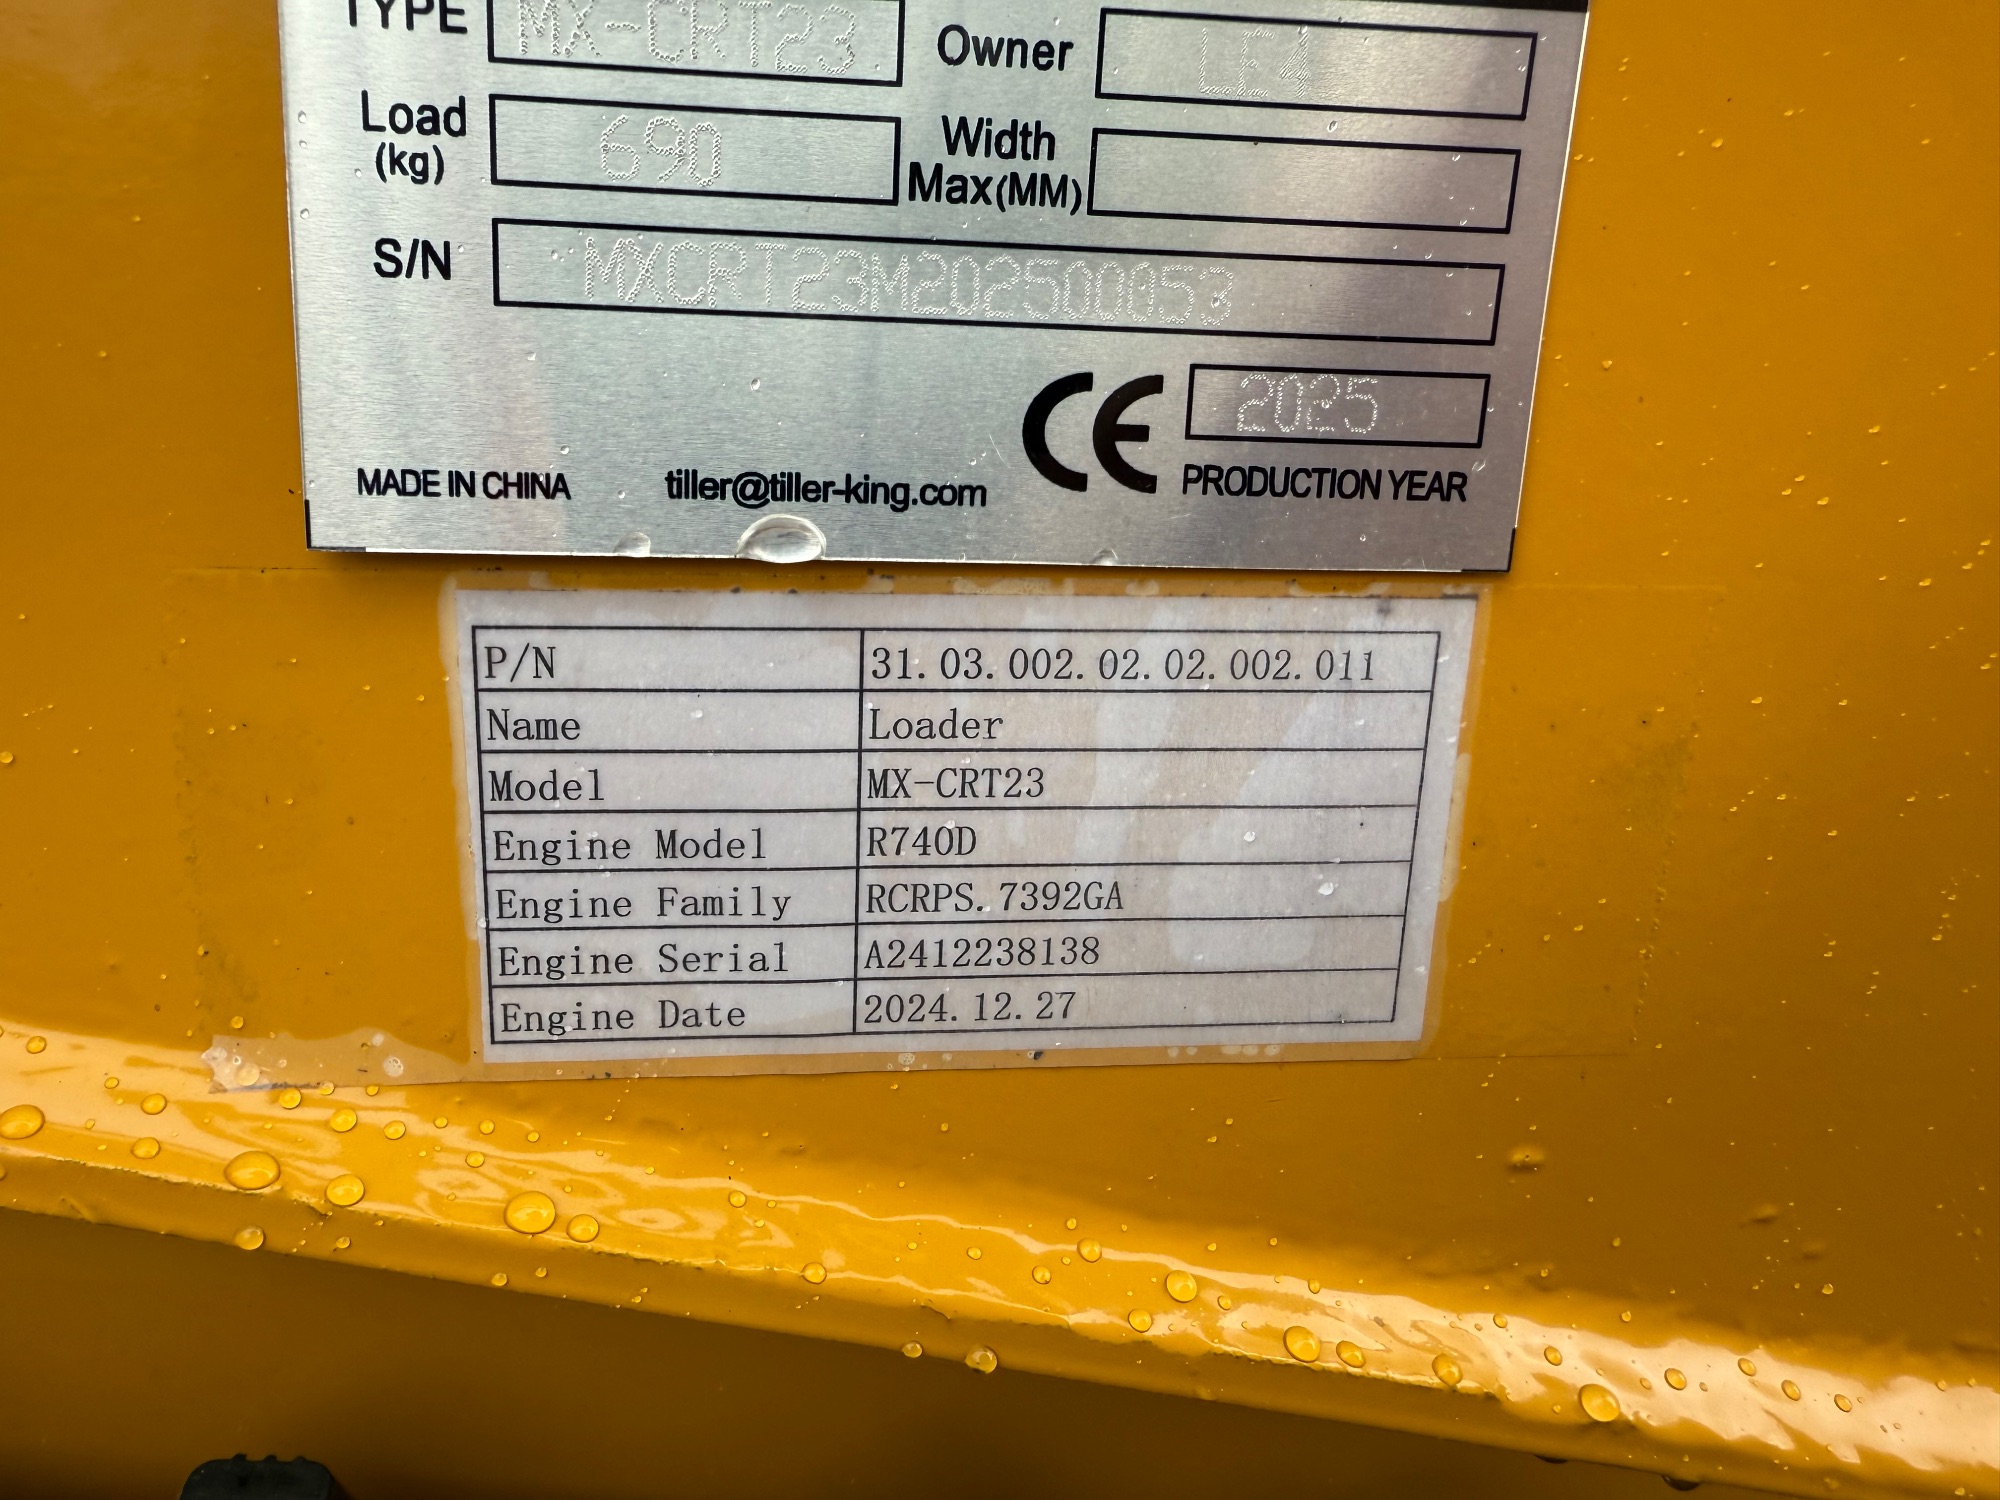 TYPE MX-CRT23 Owner LE4
Load (kg) 690 Width Max(MM)
S/N MXCRT23M202500053
CE 2025
MADE IN CHINA tiller@tiller-king.com PRODUCTION YEAR
P/N 31.03.002.02.02.002.011
Name Loader
Model MX-CRT23
Engine Model R740D
Engine Family RCRPS.7392GA
Engine Serial A2412238138
Engine Date 2024.12.27